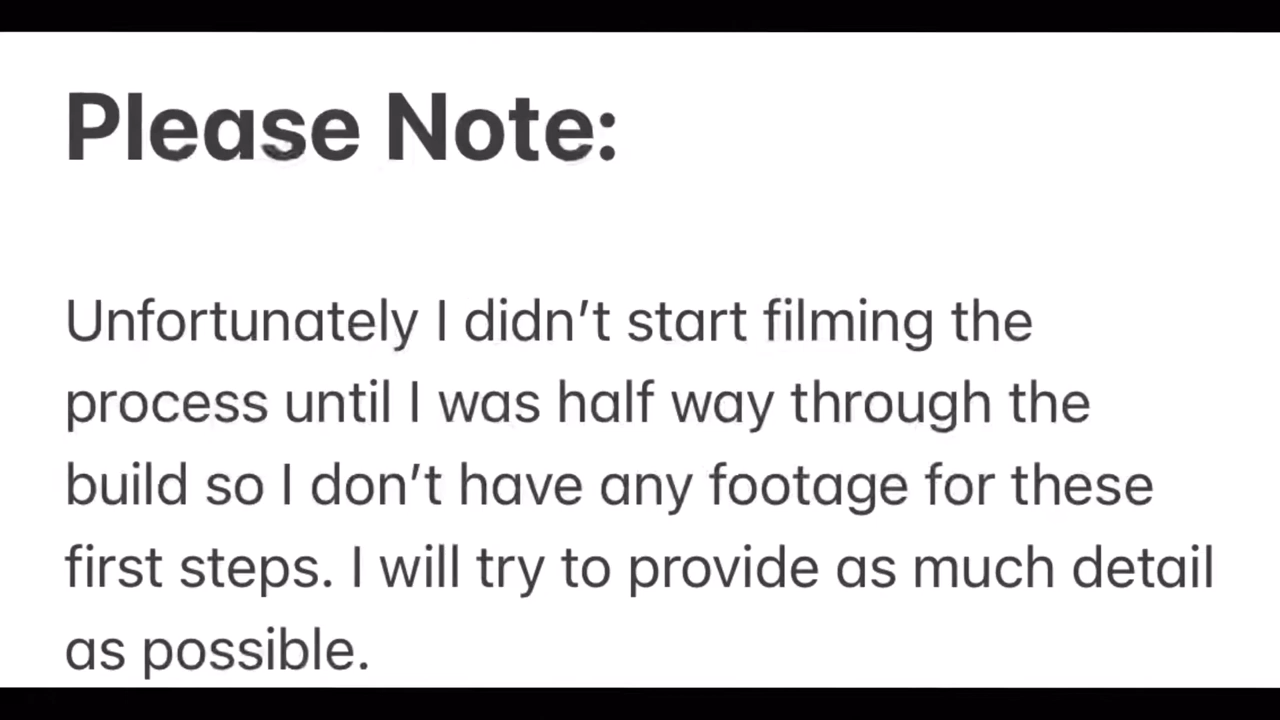 Please Note:
Unfortunately I didn’t start filming the
process until I was half way through the
build so I don’t have any footage for these
first steps. I will try to provide as much detail
as possible.